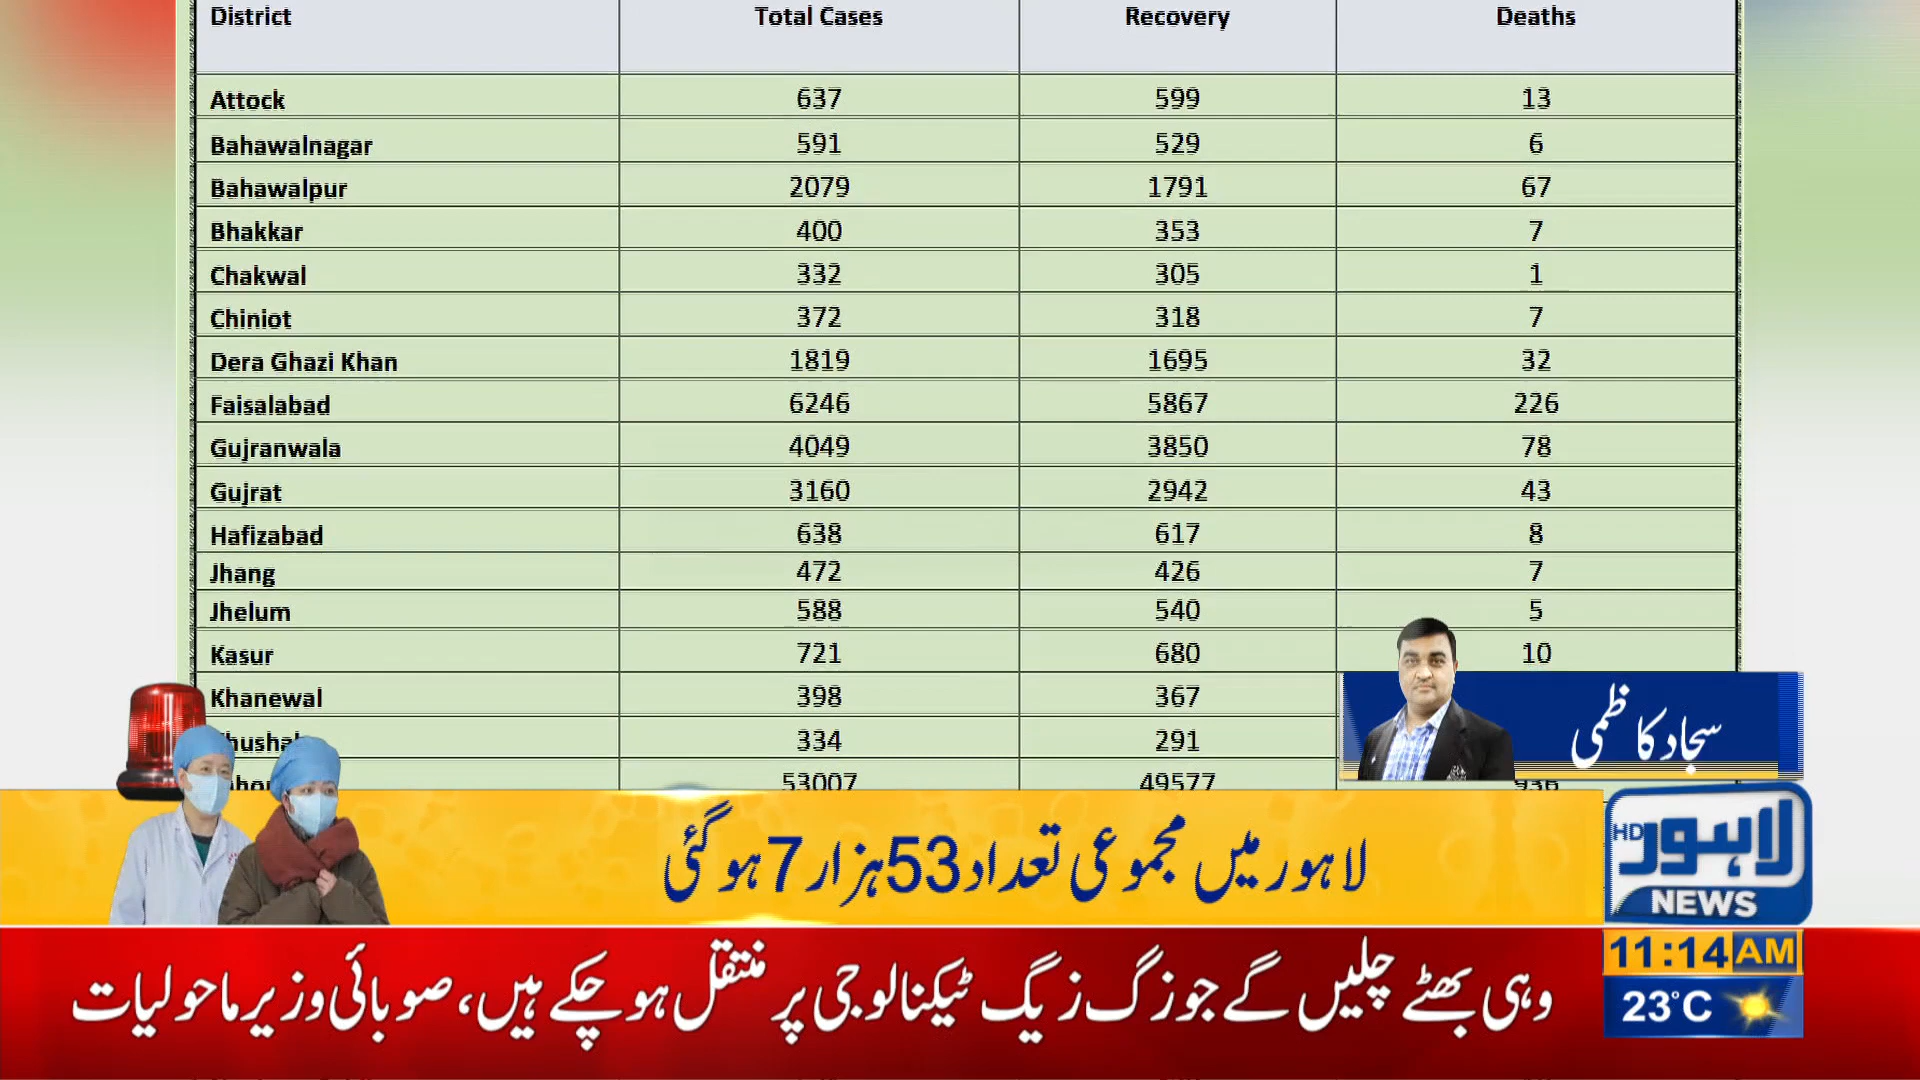 District Total Cases Recovery Deaths
Attock 637 599 13
Bahawalnagar 591 529 6
Bahawalpur 2079 1791 67
Bhakkar 400 353 7
Chakwal 332 305 1
Chiniot 372 318 7
Dera Ghazi Khan 1819 1695 32
Faisalabad 6246 5867 226
Gujranwala 4049 3850 78
Gujrat 3160 2942 43
Hafizabad 638 617 8
Jhang 472 426 7
Jhelum 588 540 5
Kasur 721 680 10
Khanewal 398 367
334 291
53007 49577 936
سجاد کاظمی
لاہور میں مجموعی تعداد 53 ہزار 7 ہو گئی
لاہور HD
NEWS
وہی بھٹے چلیں گے جو زگ زیگ ٹیکنالوجی پر منتقل ہو چکے ہیں، صوبائی وزیر ماحولیات
11:14 AM
23°C